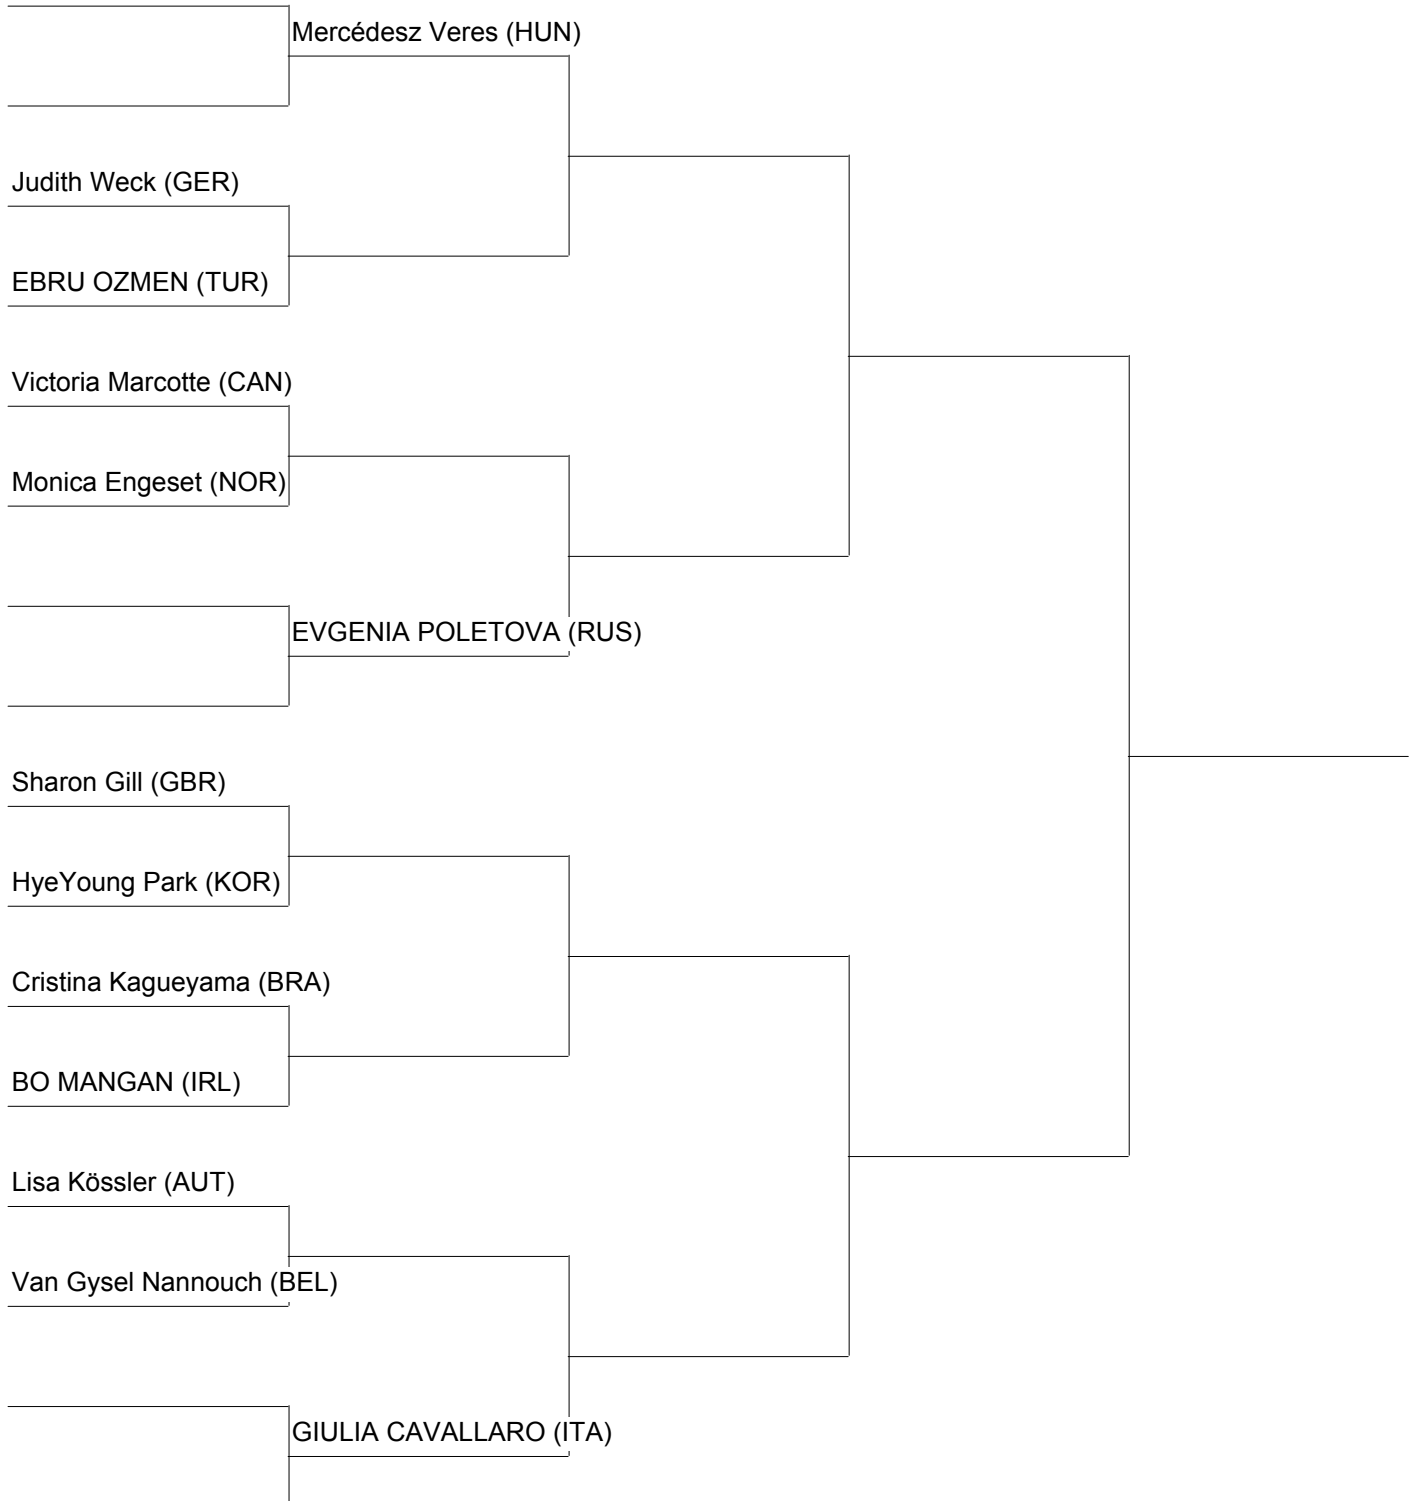 Mercédesz Veres (HUN)
Judith Weck (GER)
EBRU OZMEN (TUR)
Victoria Marcotte (CAN)
Monica Engeset (NOR)
EVGENIA POLETOVA (RUS)
Sharon Gill (GBR)
HyeYoung Park (KOR)
Cristina Kagueyama (BRA)
BO MANGAN (IRL)
Lisa Kössler (AUT)
Van Gysel Nannouch (BEL)
GIULIA CAVALLARO (ITA)